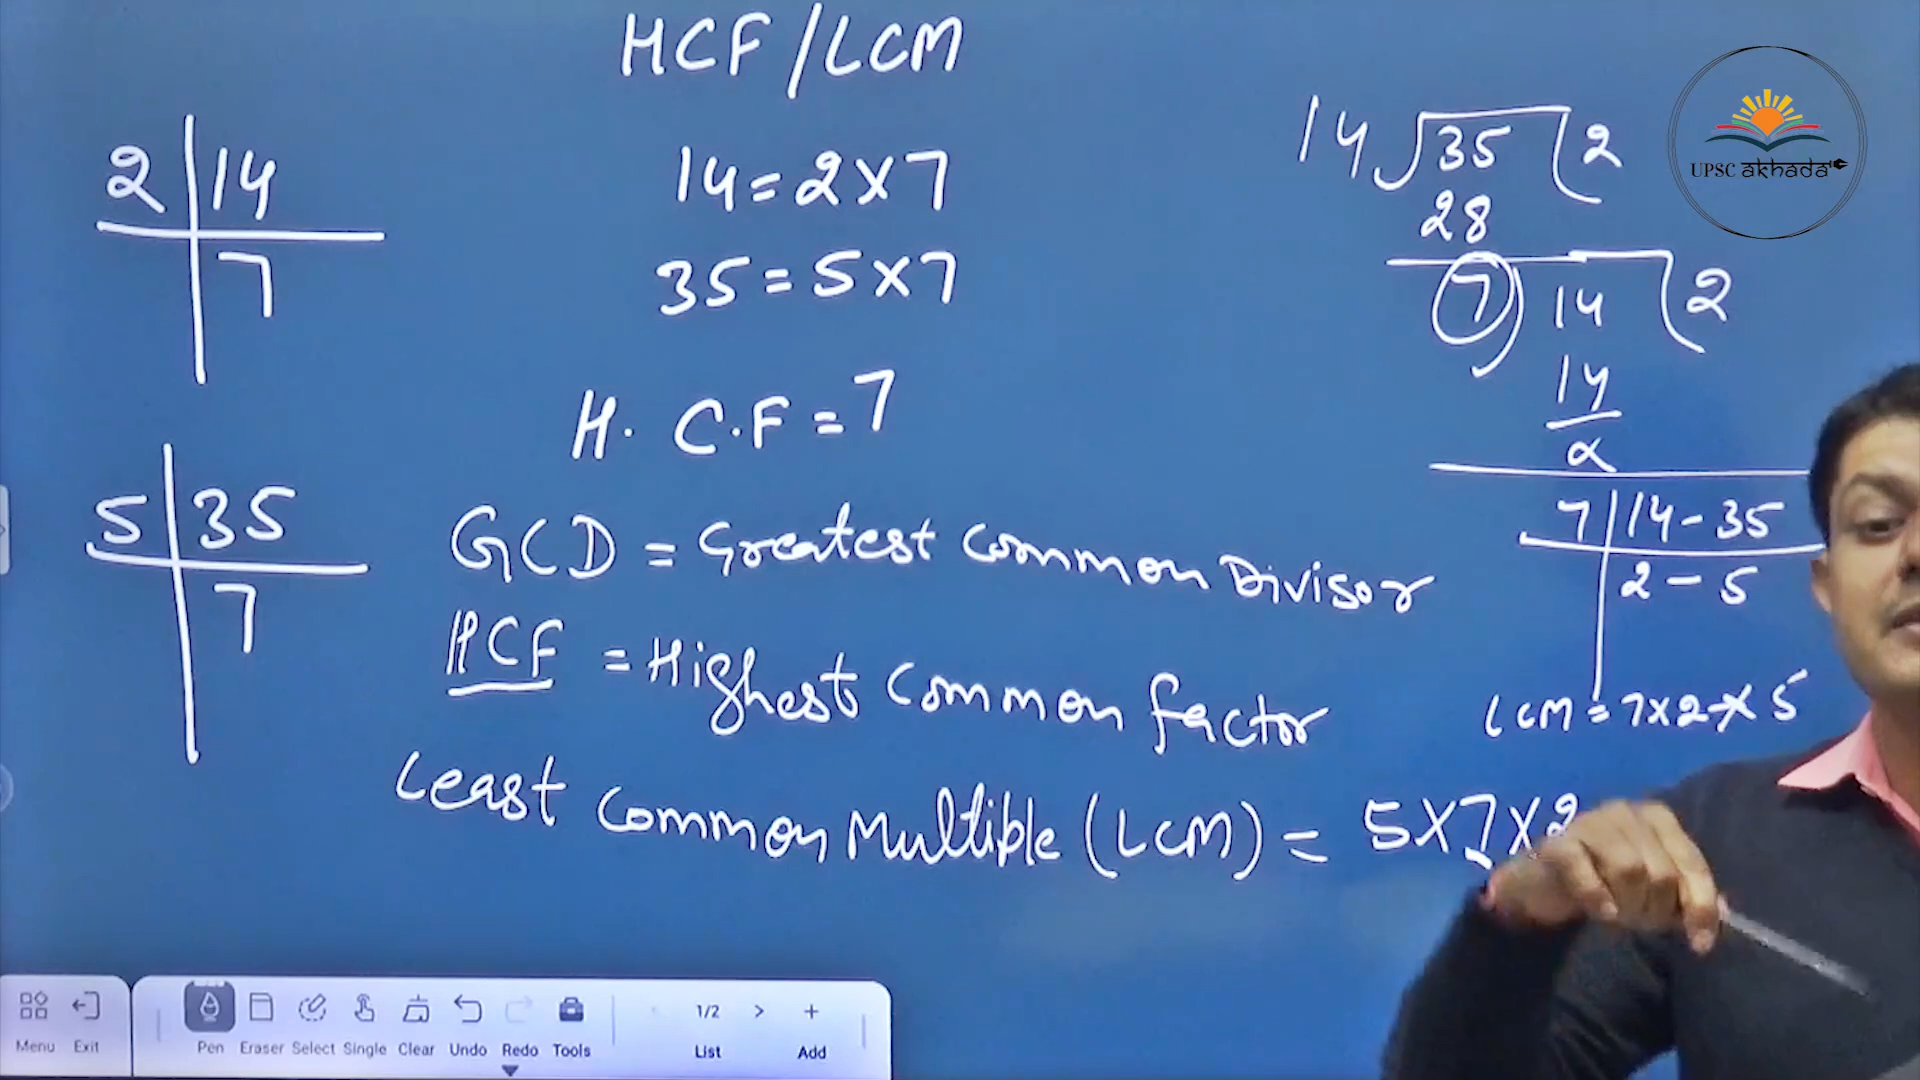 HCF/LCM
2 14
7
14 = 2×7
35 = 5×7
H.C.F = 7
5 35
7
GCD = Greatest Common Divisor
HCF = Highest Common factor
Least Common Multiple (LCM) = 5×7×2
14 35 2
28
7 14 2
14
7 14-35
2-5
LCM = 7×2×5
UPSC akhada
Menu Exit Pen Eraser Select Single Clear Undo Redo Tools 1/2 List Add